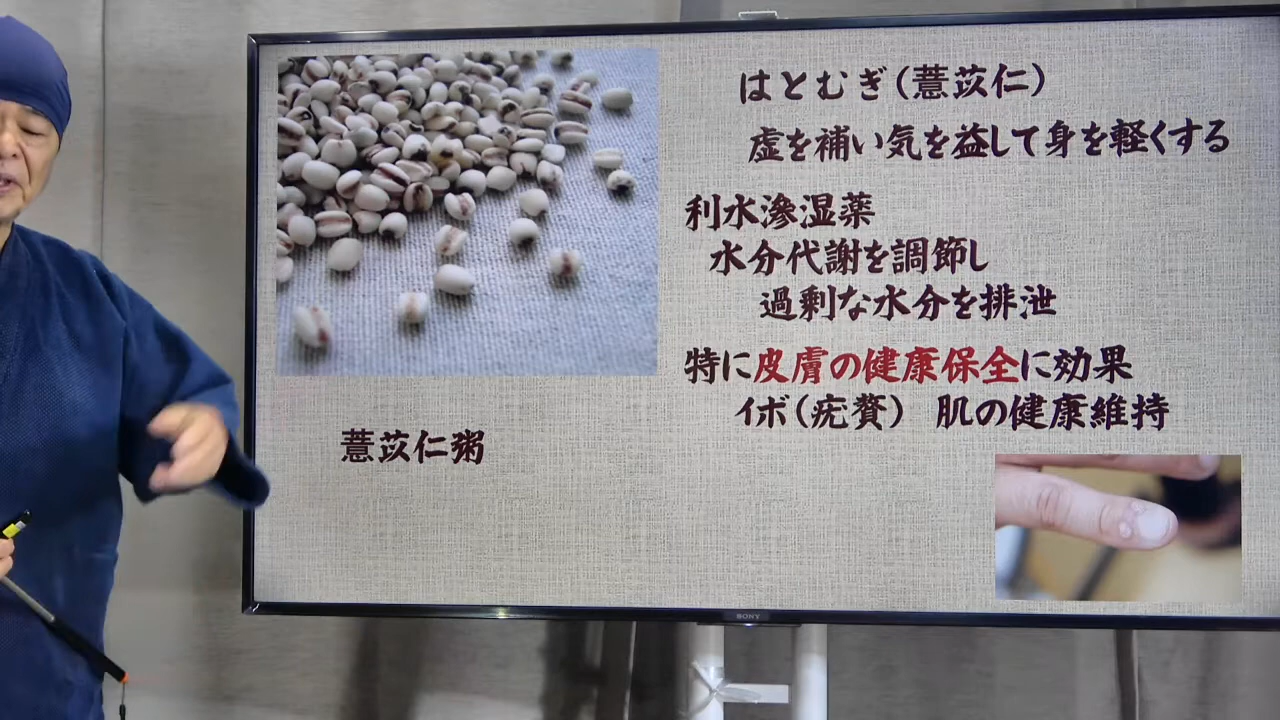 はとむぎ(薏苡仁)
虚を補い気を益して身を軽くする
利水滲湿薬
水分代謝を調節し
過剰な水分を排泄
特に皮膚の健康保全に効果
イボ(疣贅) 肌の健康維持
薏苡仁粥
SONY